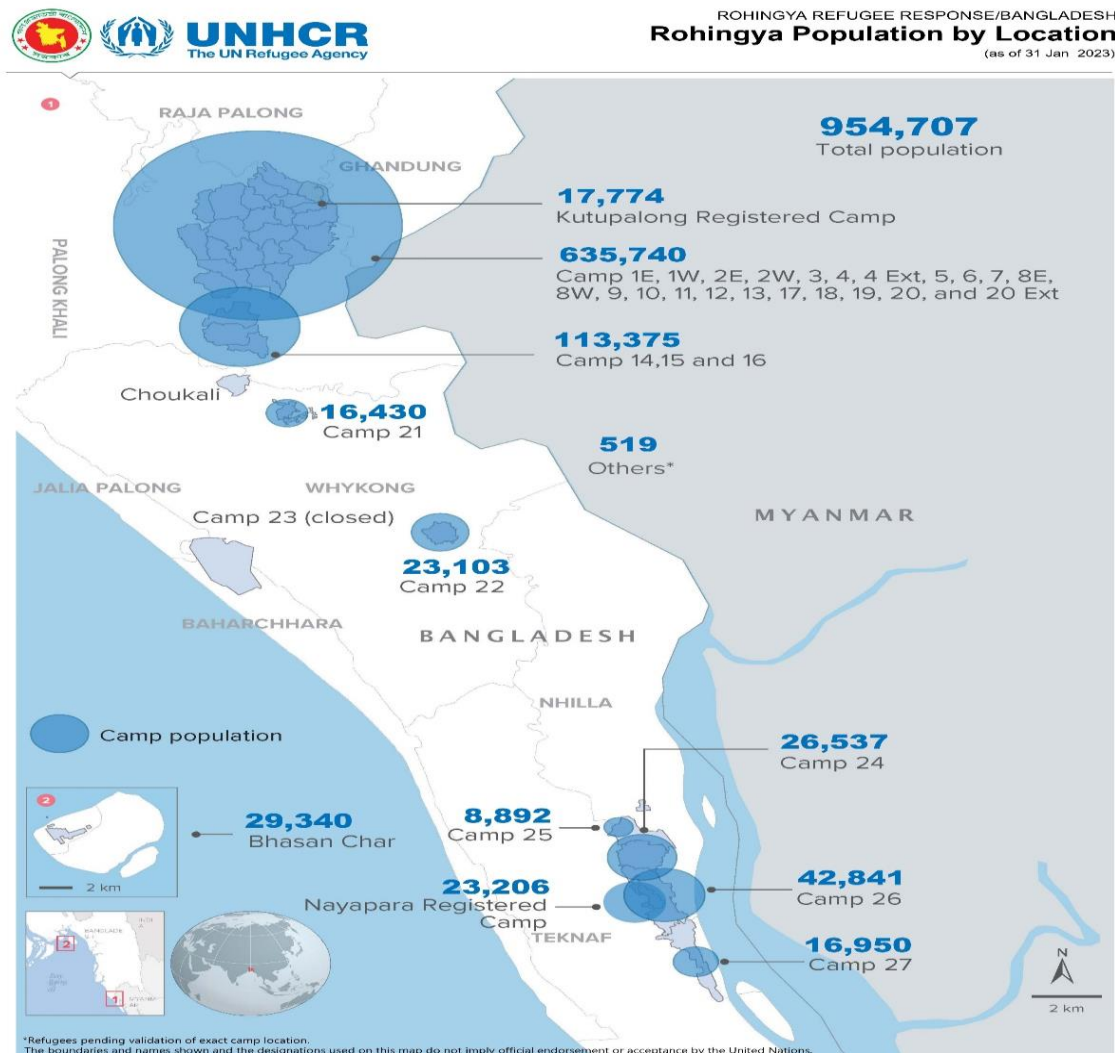 UNHCR
The UN Refugee Agency
ROHINGYA REFUGEE RESPONSE/BANGLADESH
Rohingya Population by Location
(as of 31 Jan 2023)
1
RAJA PALONG
GHANDUNG
PALONG KHALI
954,707
Total population
17,774
Kutupalong Registered Camp
635,740
Camp 1E, 1W, 2E, 2W, 3, 4, 4 Ext, 5, 6, 7, 8E,
8W, 9, 10, 11, 12, 13, 17, 18, 19, 20, and 20 Ext
113,375
Camp 14,15 and 16
Choukali
16,430
Camp 21
519
Others*
JALIA PALONG
WHYKONG
Camp 23 (closed)
MYANMAR
23,103
Camp 22
BAHARCHHARA
BANGLADESH
NHILLA
Camp population
26,537
Camp 24
2
29,340
Bhasan Char
2 km
8,892
Camp 25
23,206
Nayapara Registered
Camp
42,841
Camp 26
TEKNAF
16,950
Camp 27
2
1
N
2 km
*Refugees pending validation of exact camp location.
The boundaries and names shown and the designations used on this map do not imply official endorsement or acceptance by the United Nations.